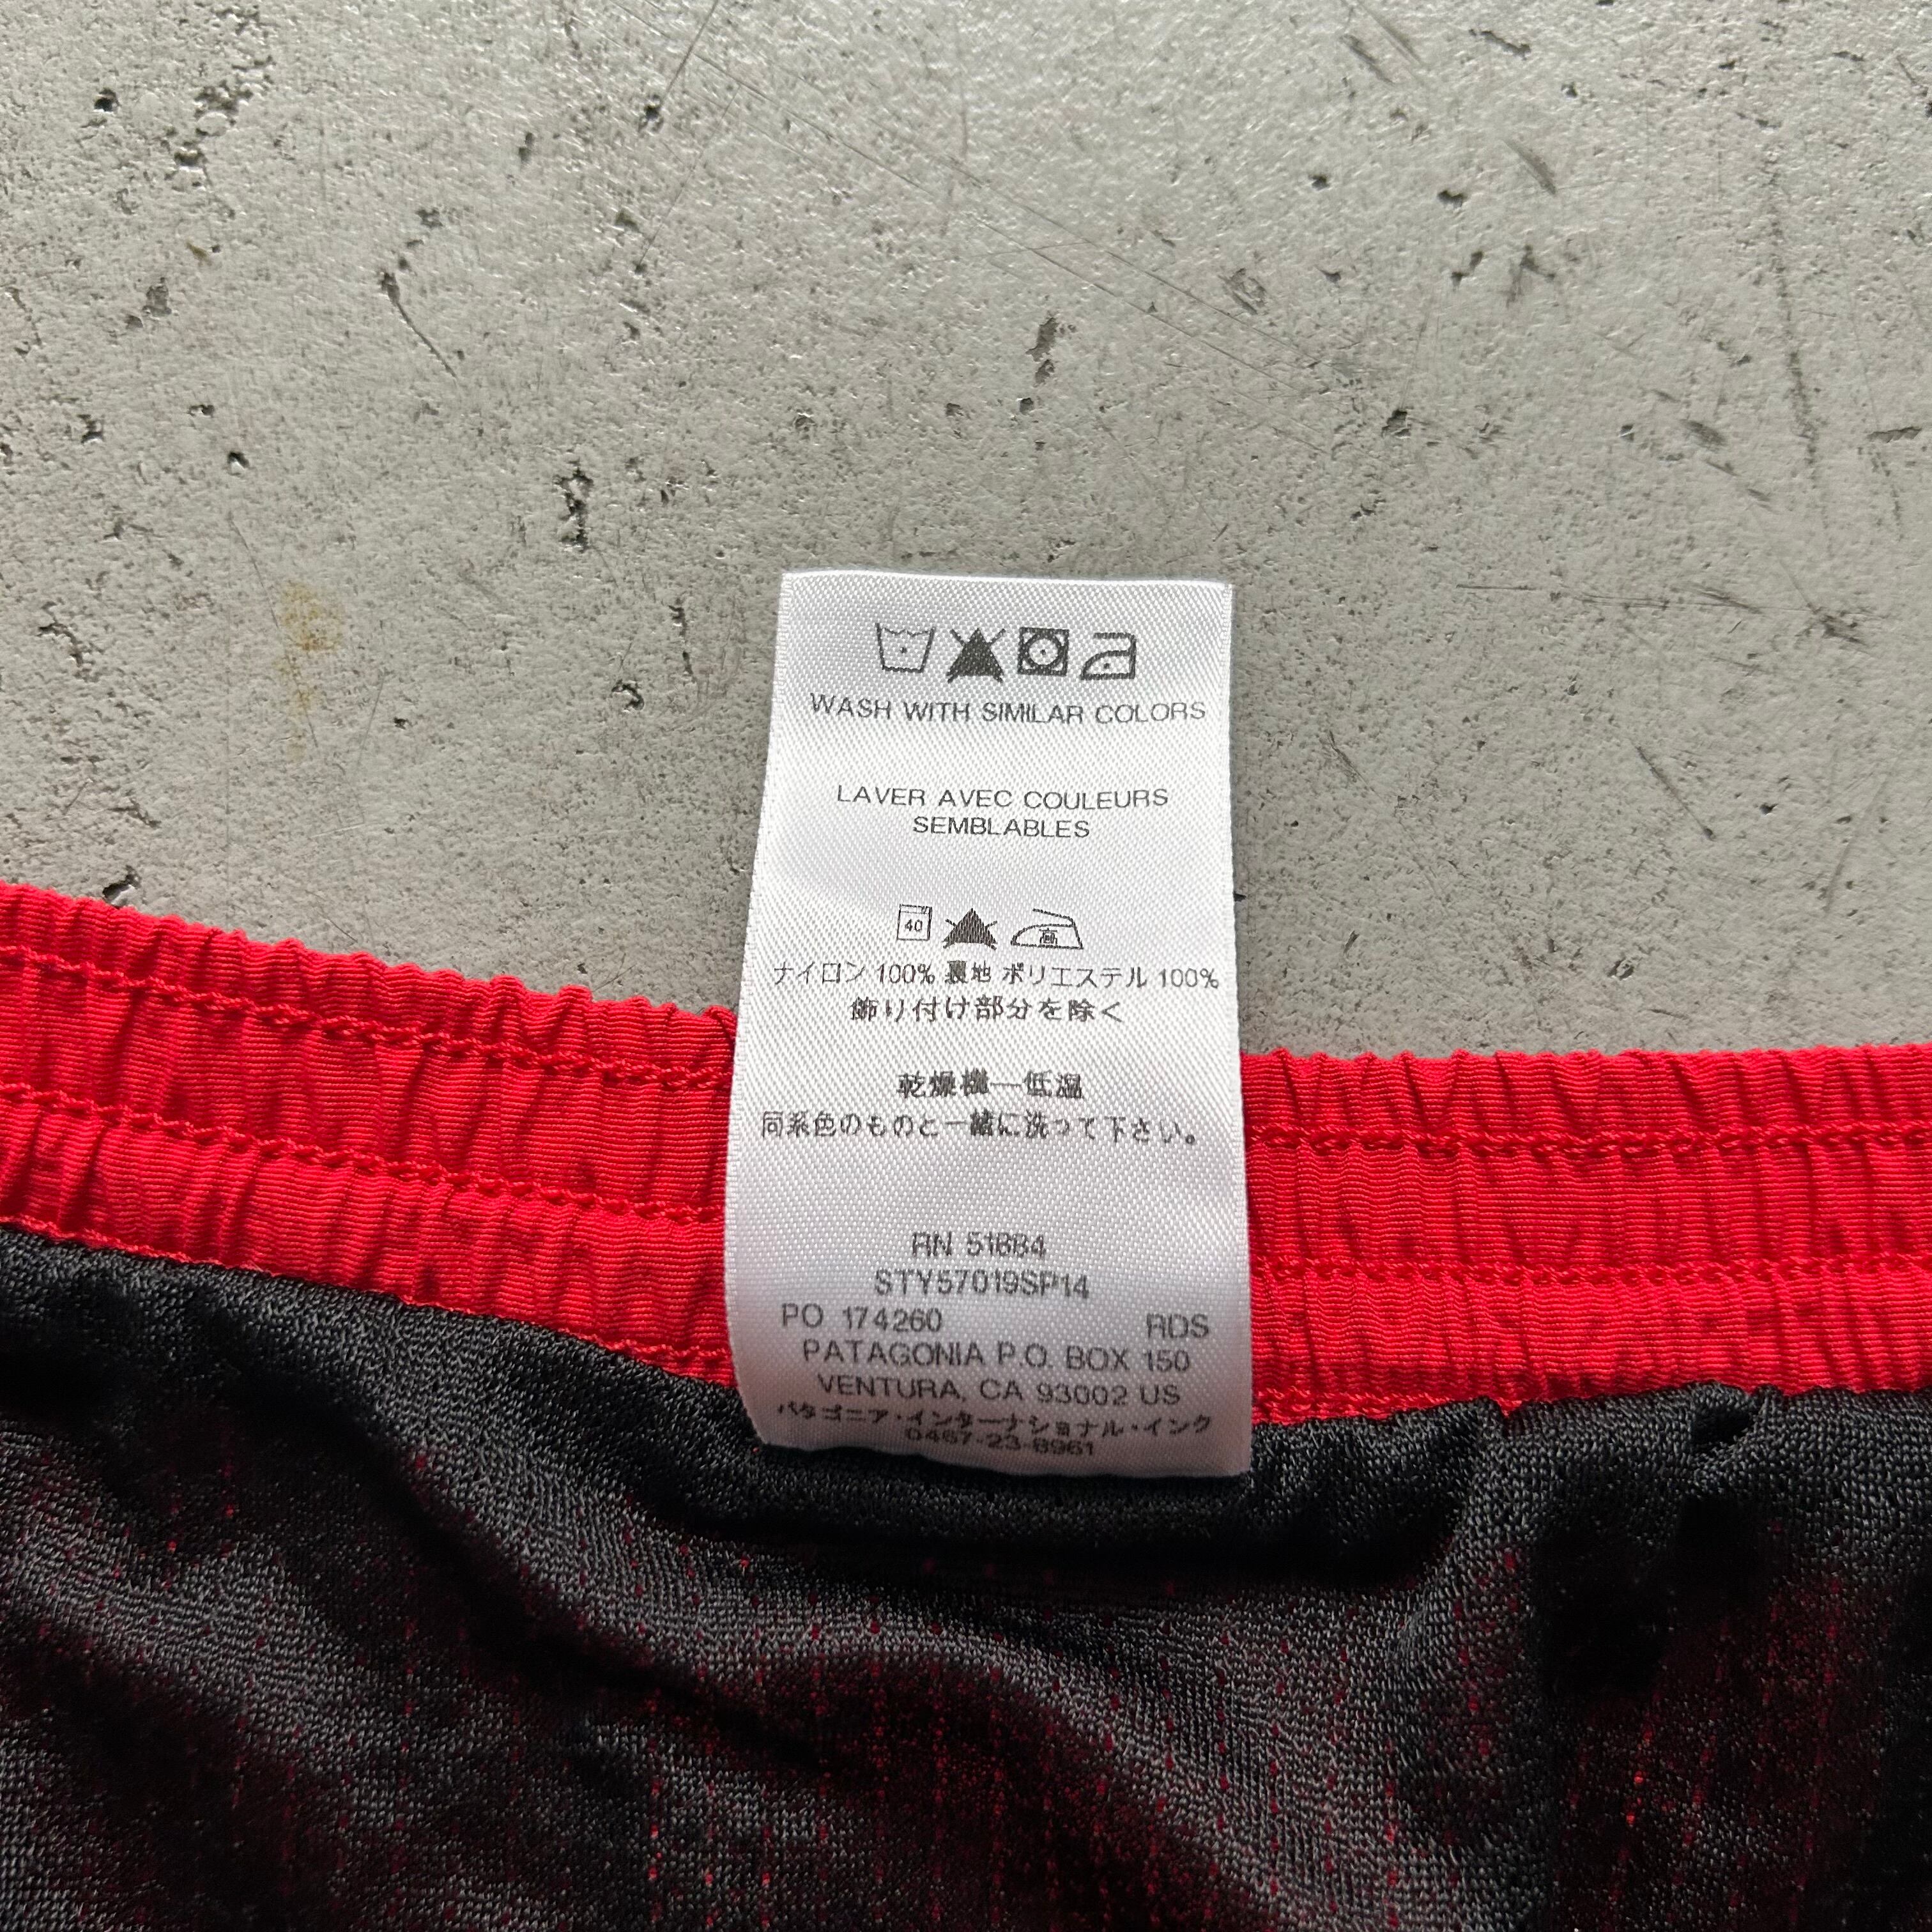 WASH WITH SIMILAR COLORS
LAVER AVEC COULEURS
SEMBLABLES
40 高
ナイロン 100% 裏地 ポリエステル 100%
飾り付け部分を除く
乾燥機—低温
同系色のものと一緒に洗って下さい。
RN 51884
STY57019SP14
PO 174260 RDS
PATAGONIA P.O. BOX 150
VENTURA, CA 93002 US
パタゴニア・インターナショナル・インク
0467-23-8961